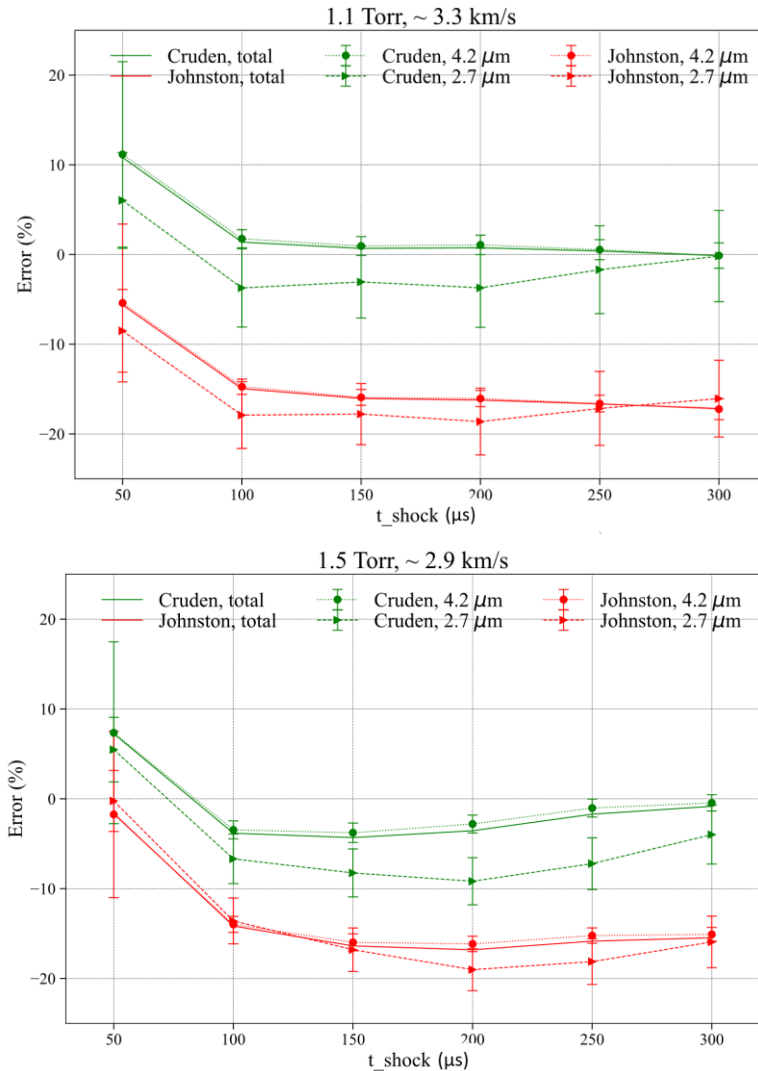 1.1 Torr, ~ 3.3 km/s
Cruden, total Cruden, 4.2 μm Johnston, 4.2 μm
Johnston, total Cruden, 2.7 μm Johnston, 2.7 μm
20
10
0
−10
−20
Error (%)
50 100 150 200 250 300
t_shock (μs)
1.5 Torr, ~ 2.9 km/s
Cruden, total Cruden, 4.2 μm Johnston, 4.2 μm
Johnston, total Cruden, 2.7 μm Johnston, 2.7 μm
20
10
0
−10
−20
Error (%)
50 100 150 200 250 300
t_shock (μs)